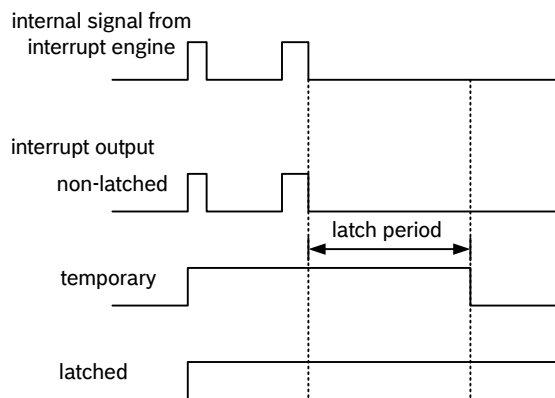 internal signal from
interrupt engine
interrupt output
non-latched
latch period
temporary
latched